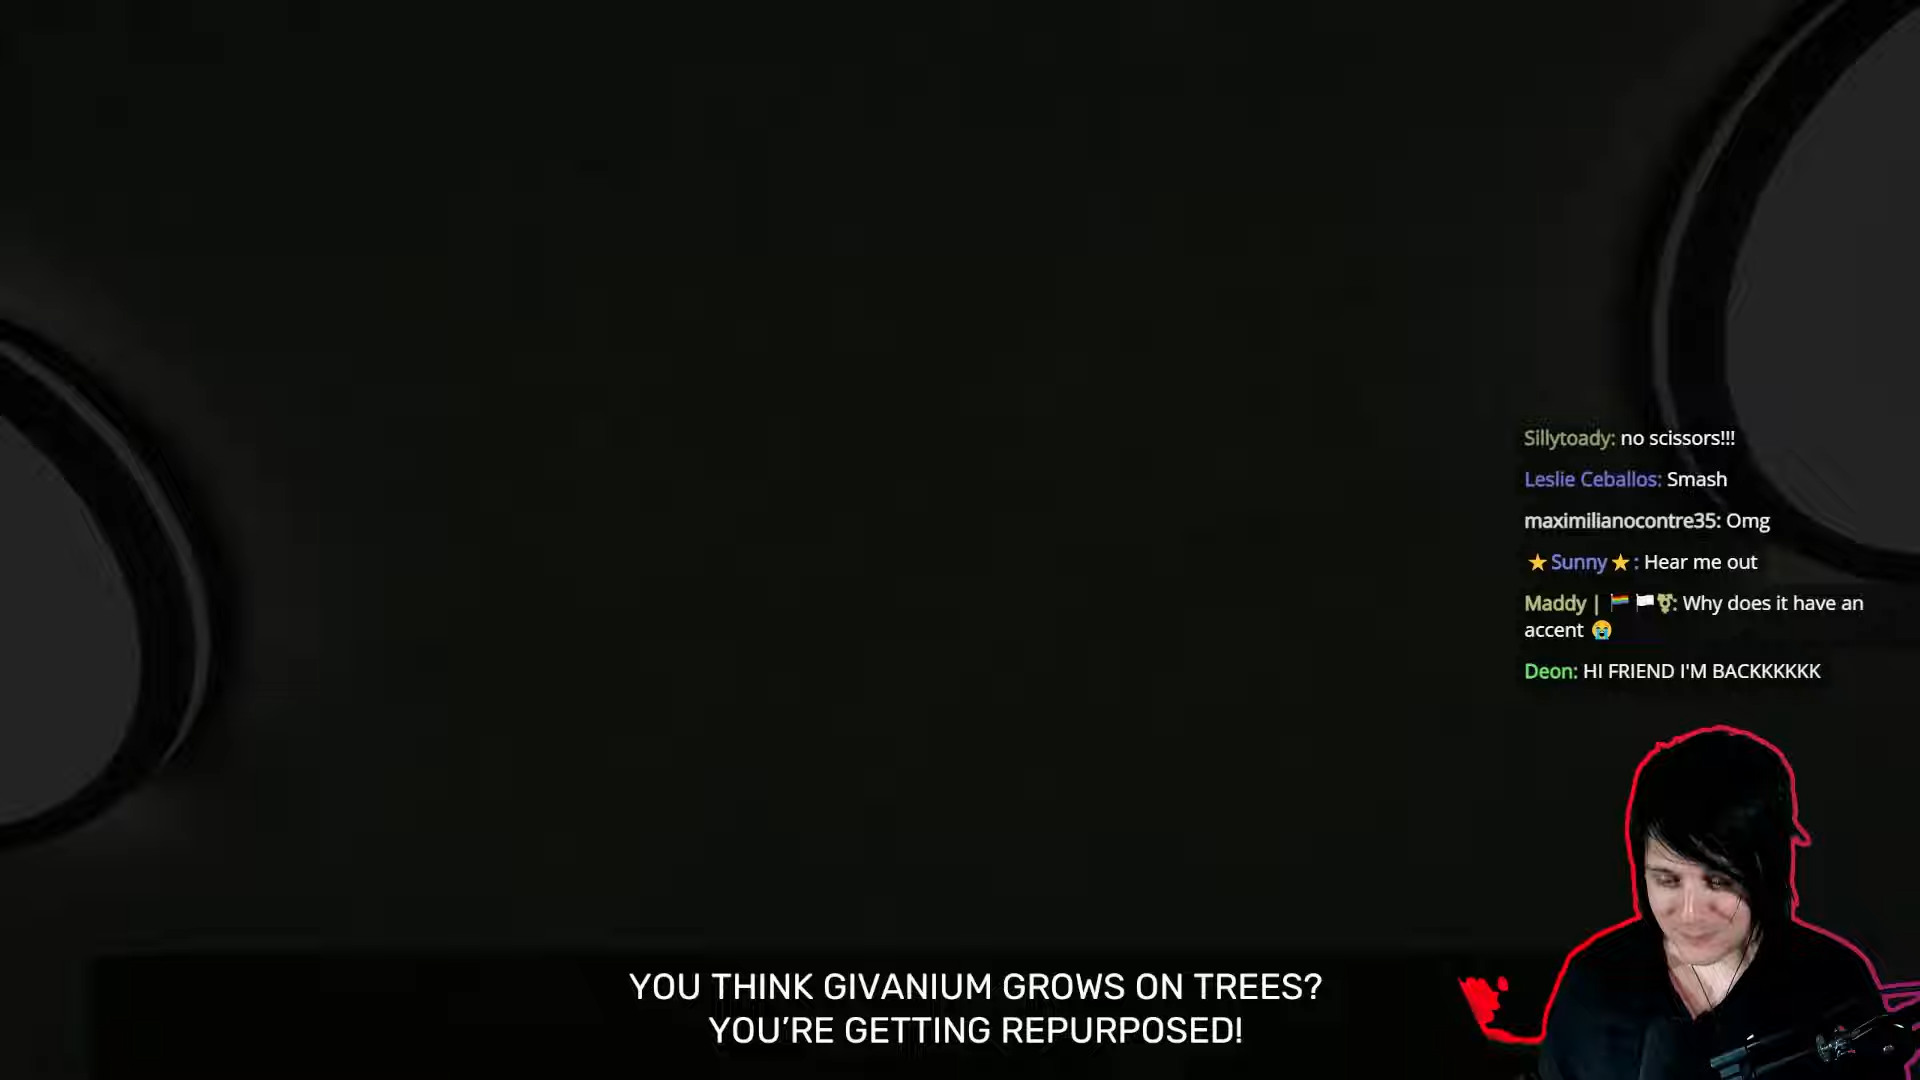 Sillytoady: no scissors!!!
Leslie Ceballos: Smash
maximilianocontre35: Omg
⭐Sunny⭐: Hear me out
Maddy | 🏳️‍🌈 🏳️⚧: Why does it have an
accent 😭
Deon: HI FRIEND I'M BACKKKKKK
YOU THINK GIVANIUM GROWS ON TREES?
YOU'RE GETTING REPURPOSED!